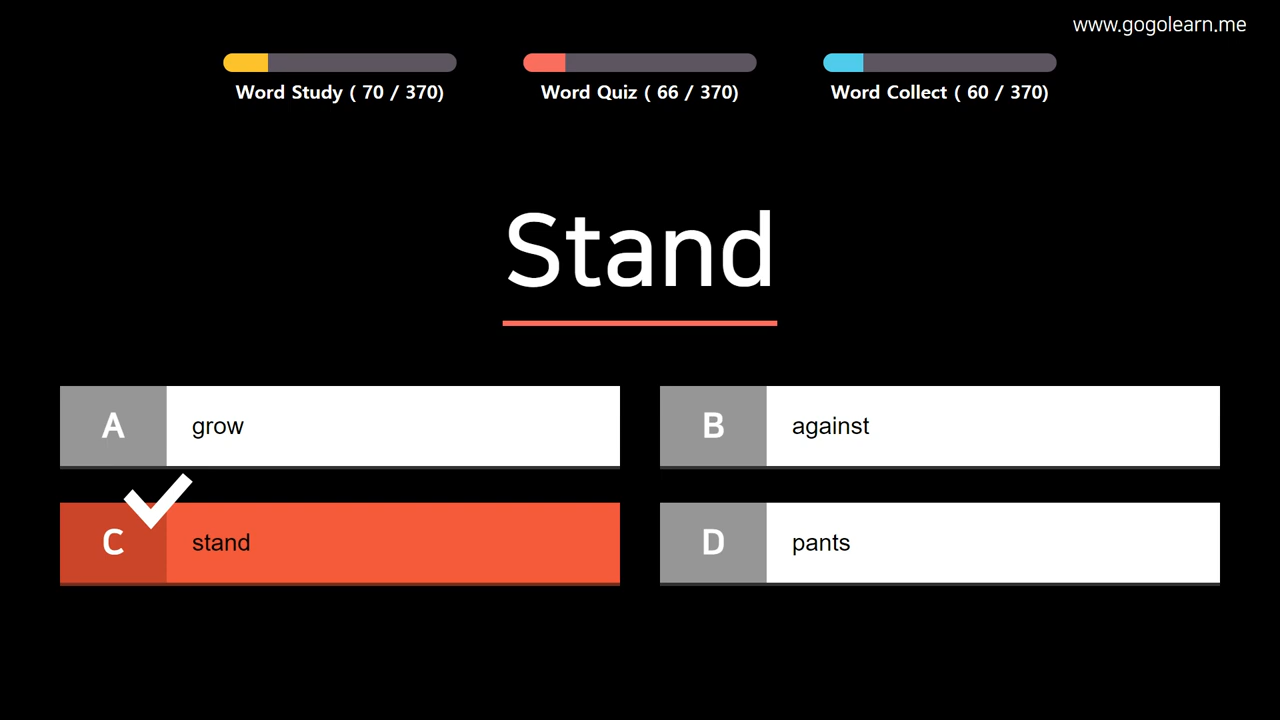 www.gogolearn.me
Word Study ( 70 / 370)
Word Quiz ( 66 / 370)
Word Collect ( 60 / 370)
Stand
A
grow
B
against
C
stand
D
pants